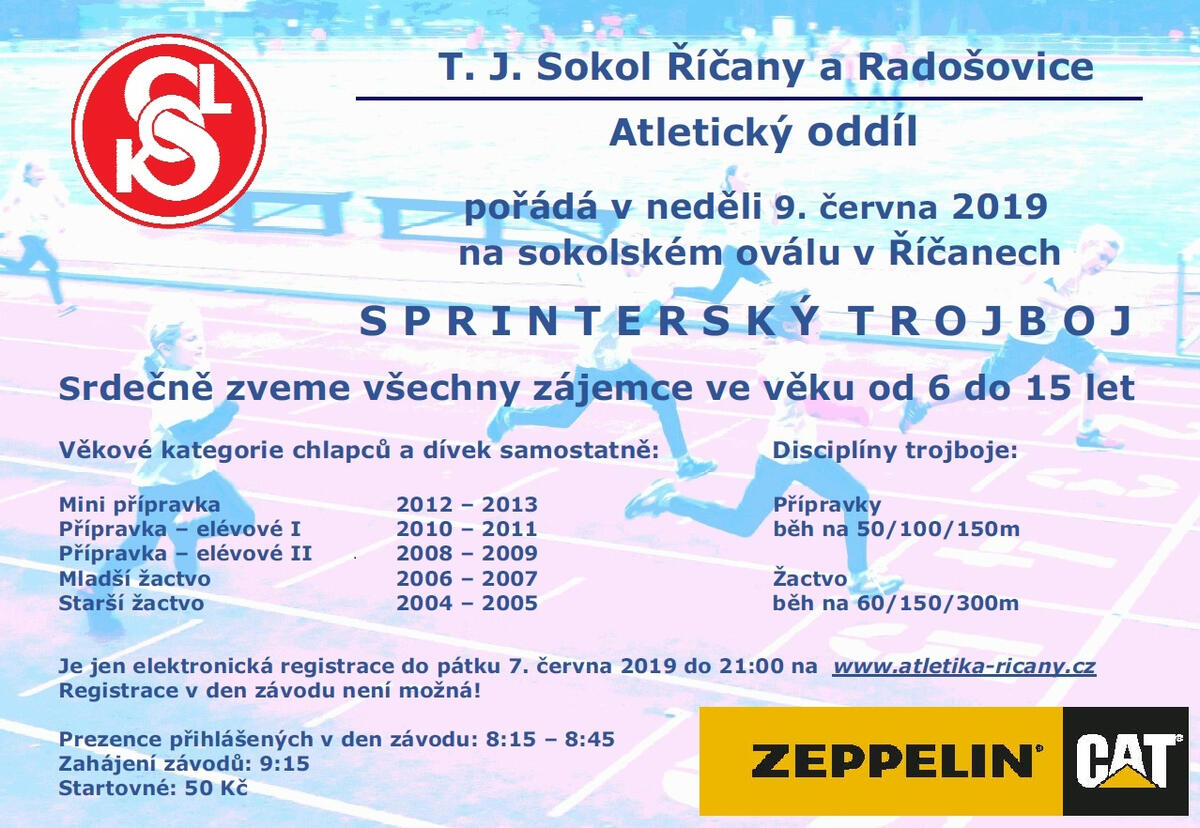 T. J. Sokol Říčany a Radošovice
Atletický oddíl
pořádá v neděli 9. června 2019
na sokolském oválu v Říčanech
SPRINTERSKÝ TROJBOJ
Srdečně zveme všechny zájemce ve věku od 6 do 15 let
Věkové kategorie chlapců a dívek samostatně:
Mini přípravka 2012 – 2013
Přípravka – elévové I 2010 – 2011
Přípravka – elévové II 2008 – 2009
Mladší žactvo 2006 – 2007
Starší žactvo 2004 – 2005
Disciplíny trojboje:
Přípravky
běh na 50/100/150m
Žactvo
běh na 60/150/300m
Je jen elektronická registrace do pátku 7. června 2019 do 21:00 na www.atletika-ricany.cz
Registrace v den závodu není možná!
Prezence přihlášených v den závodu: 8:15 – 8:45
Zahájení závodů: 9:15
Startovné: 50 Kč
ZEPPELIN® CAT®